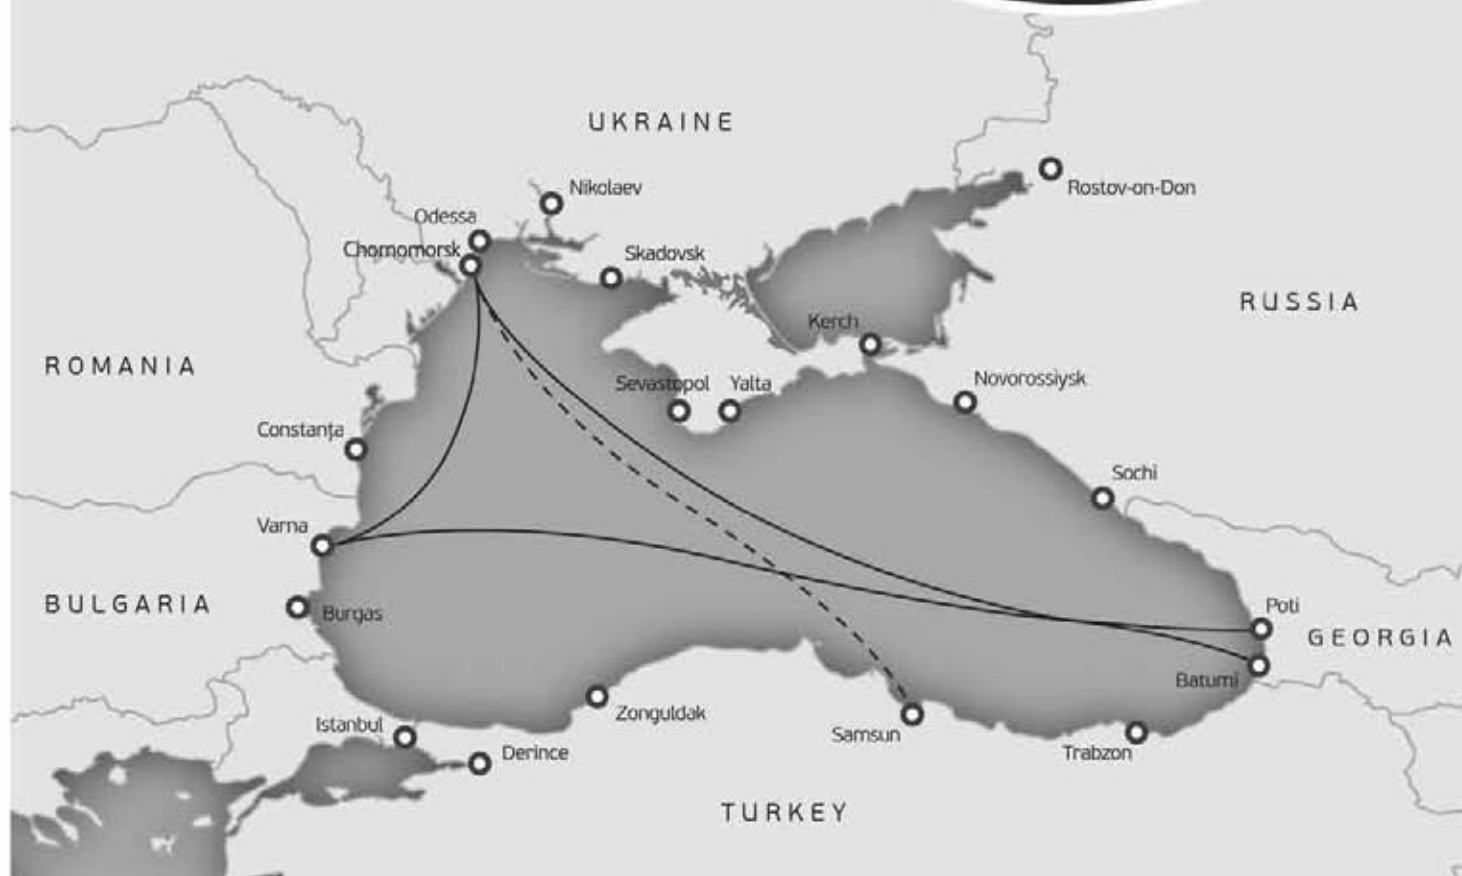 UKRAINE
Nikolaev
Rostov-on-Don
Odessa
Chornomorsk
Skadovsk
RUSSIA
Kerch
ROMANIA
Sevastopol
Yalta
Novorossiysk
Constanța
Sochi
Varna
BULGARIA
Burgas
Poti
GEORGIA
Batumi
Zonguldak
Istanbul
Samsun
Derince
Trabzon
TURKEY